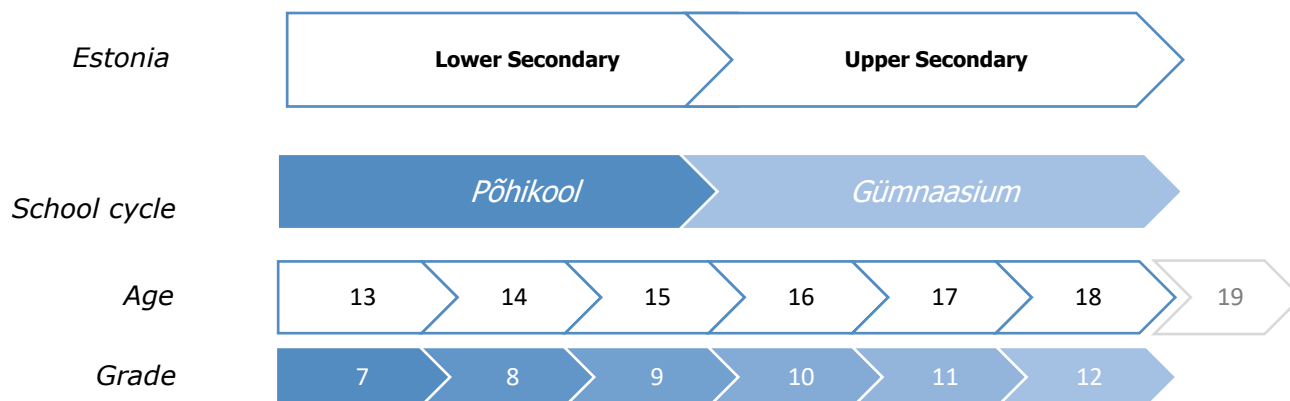 Estonia
Lower Secondary
Upper Secondary
School cycle
Põhikool
Gümnaasium
Age
13
14
15
16
17
18
19
Grade
7
8
9
10
11
12